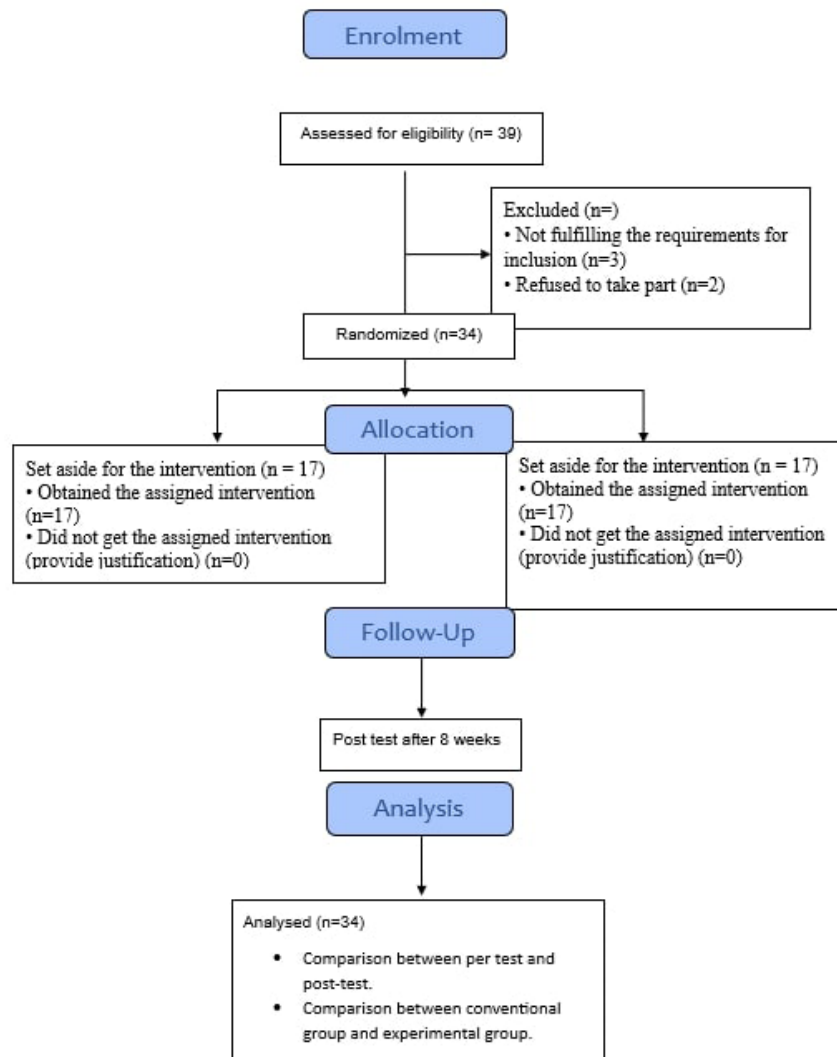 Enrolment
Assessed for eligibility (n= 39)
Excluded (n=)
• Not fulfilling the requirements for
inclusion (n=3)
• Refused to take part (n=2)
Randomized (n=34)
Allocation
Set aside for the intervention (n = 17)
• Obtained the assigned intervention
(n=17)
• Did not get the assigned intervention
(provide justification) (n=0)
Set aside for the intervention (n = 17)
• Obtained the assigned intervention
(n=17)
• Did not get the assigned intervention
(provide justification) (n=0)
Follow-Up
Post test after 8 weeks
Analysis
Analysed (n=34)
• Comparison between per test and
post-test.
• Comparison between conventional
group and experimental group.